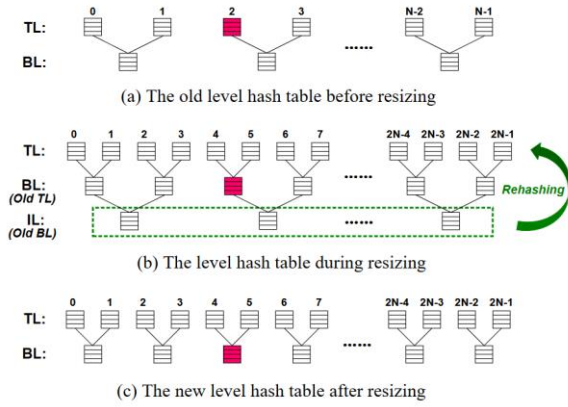 0 1 2 3 N-2 N-1
TL:
......
BL:
(a) The old level hash table before resizing
0 1 2 3 4 5 6 7 2N-4 2N-3 2N-2 2N-1
TL:
......
BL:
(Old TL)
Rehashing
IL:
(Old BL)
......
(b) The level hash table during resizing
0 1 2 3 4 5 6 7 2N-4 2N-3 2N-2 2N-1
TL:
......
BL:
(c) The new level hash table after resizing